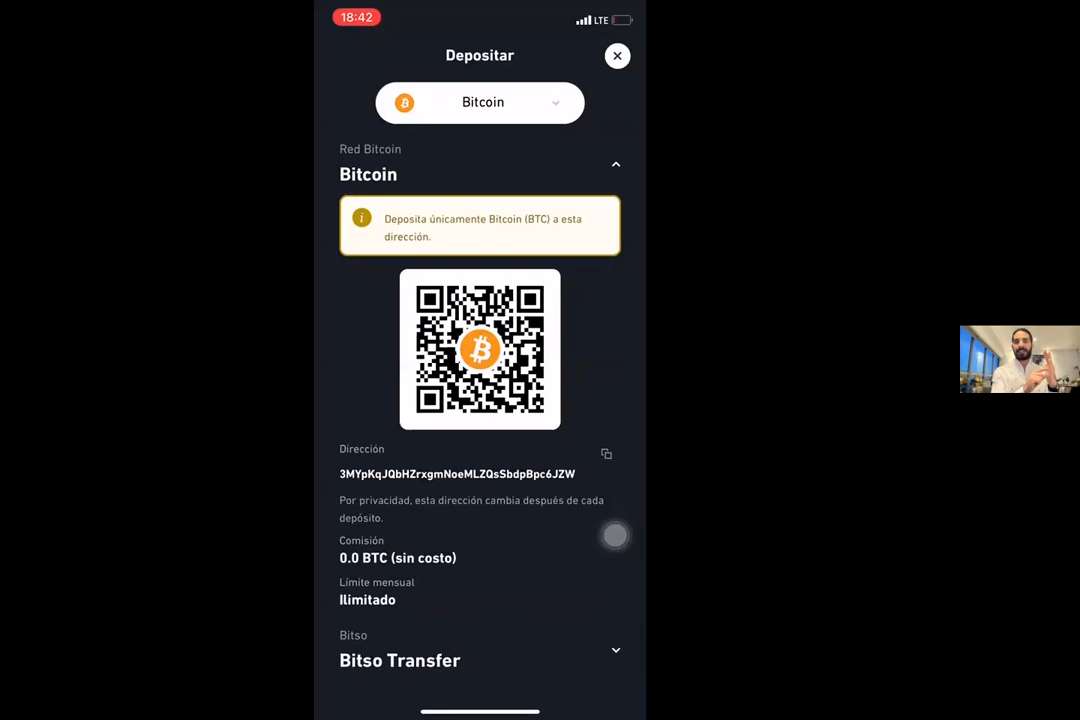 18:42
LTE
Depositar
Bitcoin
Red Bitcoin
Bitcoin
Deposita únicamente Bitcoin (BTC) a esta
dirección.
Dirección
3MYpKqJQbHZrxgmNoeMLZQsSbdpBpc6JZW
Por privacidad, esta dirección cambia después de cada
depósito.
Comisión
0.0 BTC (sin costo)
Límite mensual
Ilimitado
Bitso
Bitso Transfer